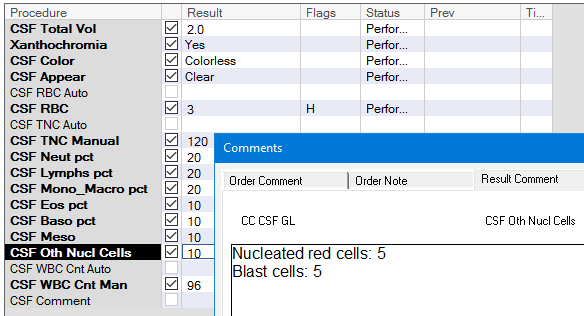 Procedure Result Flags Status Prev Ti...
CSF Total Vol 2.0 Perfor...
Xanthochromia Yes Perfor...
CSF Color Colorless Perfor...
CSF Appear Clear Perfor...
CSF RBC Auto
CSF RBC 3 H Perfor...
CSF TNC Auto
CSF TNC Manual 120
CSF Neut pct 20
CSF Lymphs pct 20
CSF Mono_Macro pct 20
CSF Eos pct 10
CSF Baso pct 10
CSF Meso 10
CSF Oth Nucl Cells 10
CSF WBC Cnt Auto
CSF WBC Cnt Man 96
CSF Comment
Comments
Order Comment Order Note Result Comment
CC CSF GL CSF Oth Nucl Cells
Nucleated red cells: 5
Blast cells: 5